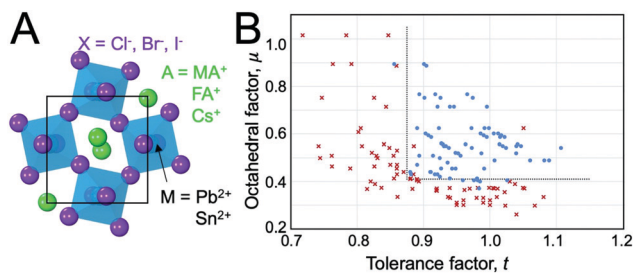 A
X = Cl⁻, Br⁻, I⁻
A = MA⁺
FA⁺
Cs⁺
M = Pb²⁺
Sn²⁺
B
Octahedral factor, μ
1.0
0.8
0.6
0.4
0.2
0.7 0.8 0.9 1.0 1.1 1.2
Tolerance factor, t